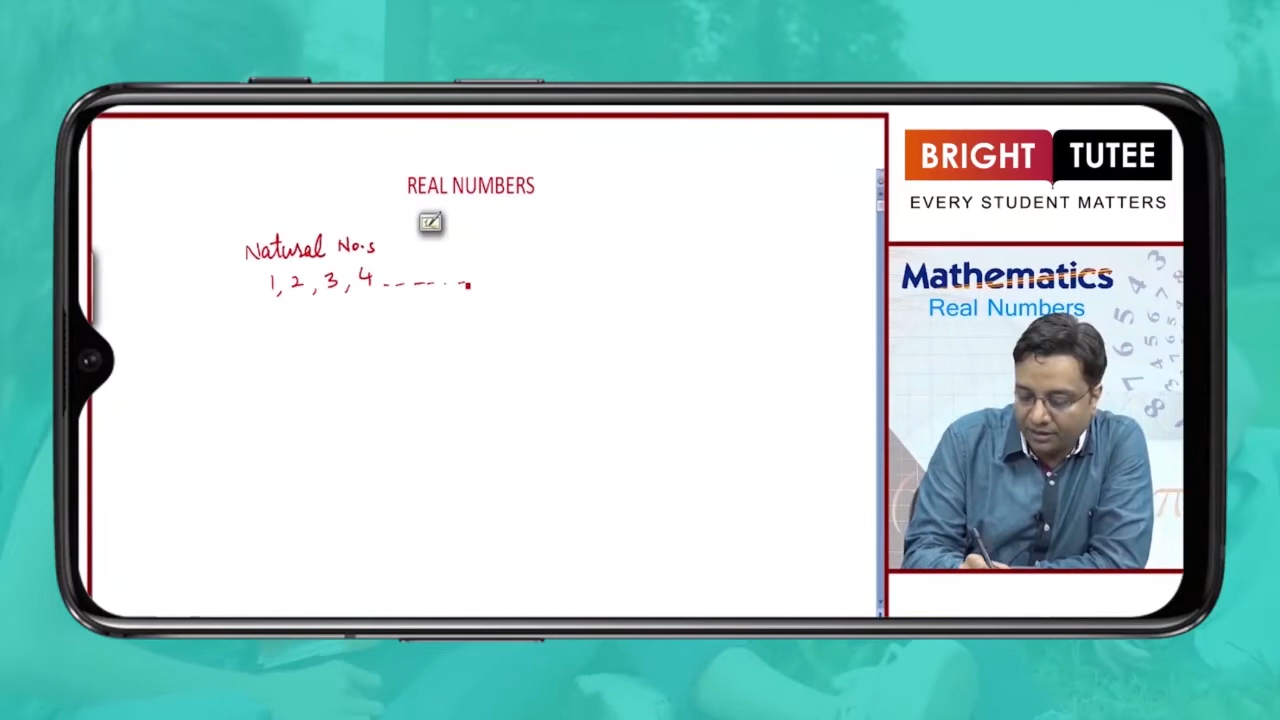 REAL NUMBERS
Natural No.s
1, 2, 3, 4 ------
BRIGHT TUTEE
EVERY STUDENT MATTERS
Mathematics
Real Numbers
π